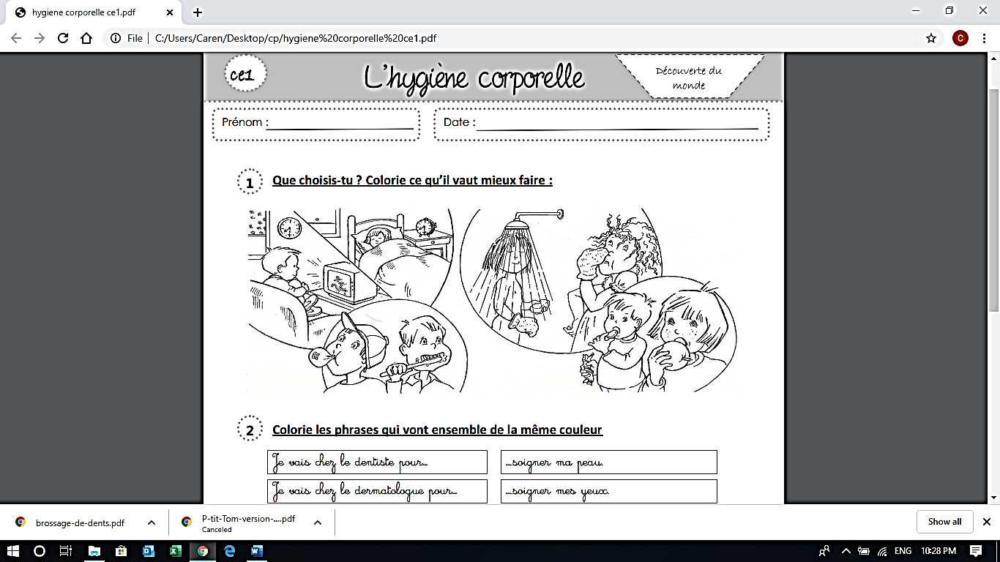 hygiene corporelle ce1.pdf
File
C:/Users/Caren/Desktop/cp/hygiene%20corporelle%20ce1.pdf
C
ce1
L'hygiène corporelle
Découverte du
monde
Prénom :
Date :
1
Que choisis-tu ? Colorie ce qu'il vaut mieux faire :
2
Colorie les phrases qui vont ensemble de la même couleur
Je vais chez le dentiste pour...
...soigner ma peau.
Je vais chez le dermatologue pour...
...soigner mes yeux.
brossage-de-dents.pdf
P-tit-Tom-version-....pdf
Canceled
Show all
ENG
10:28 PM